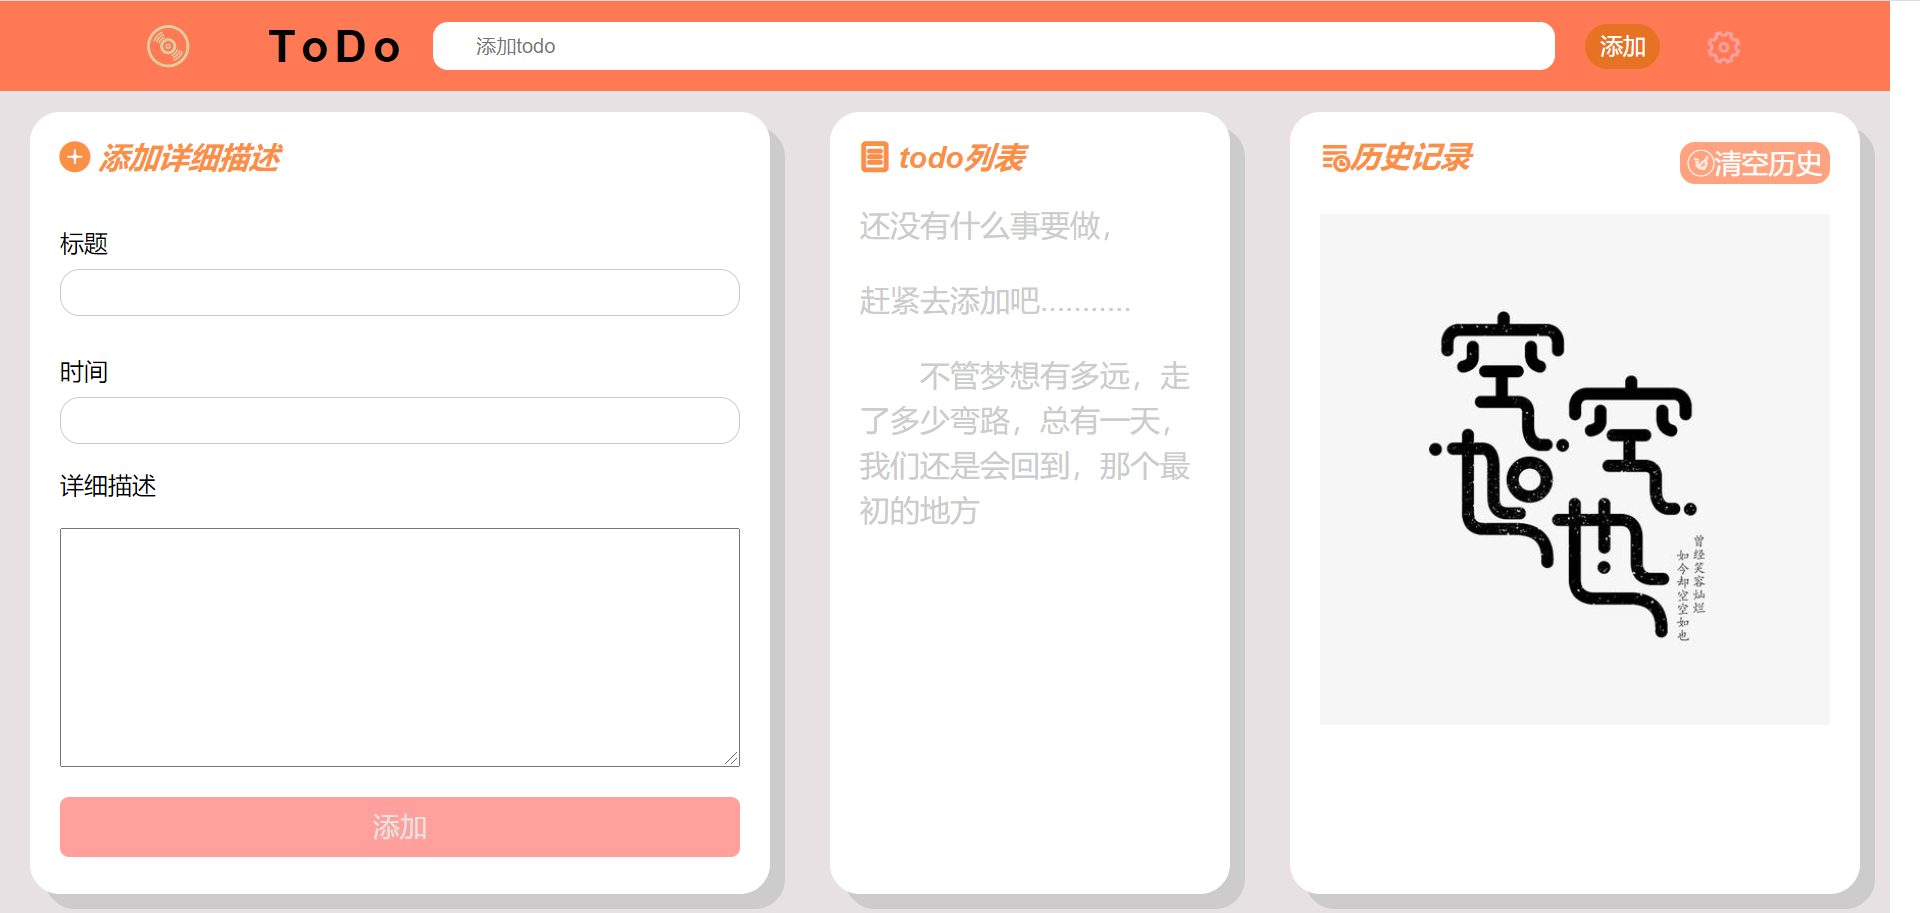 ToDo
添加todo
添加
添加详细描述
标题
时间
详细描述
添加
todo列表
还没有什么事要做，
赶紧去添加吧...........
不管梦想有多远，走
了多少弯路，总有一天，
我们还是会回到，那个最
初的地方
历史记录
清空历史
空空
如也
曾经笑容灿烂
如今却空空如也